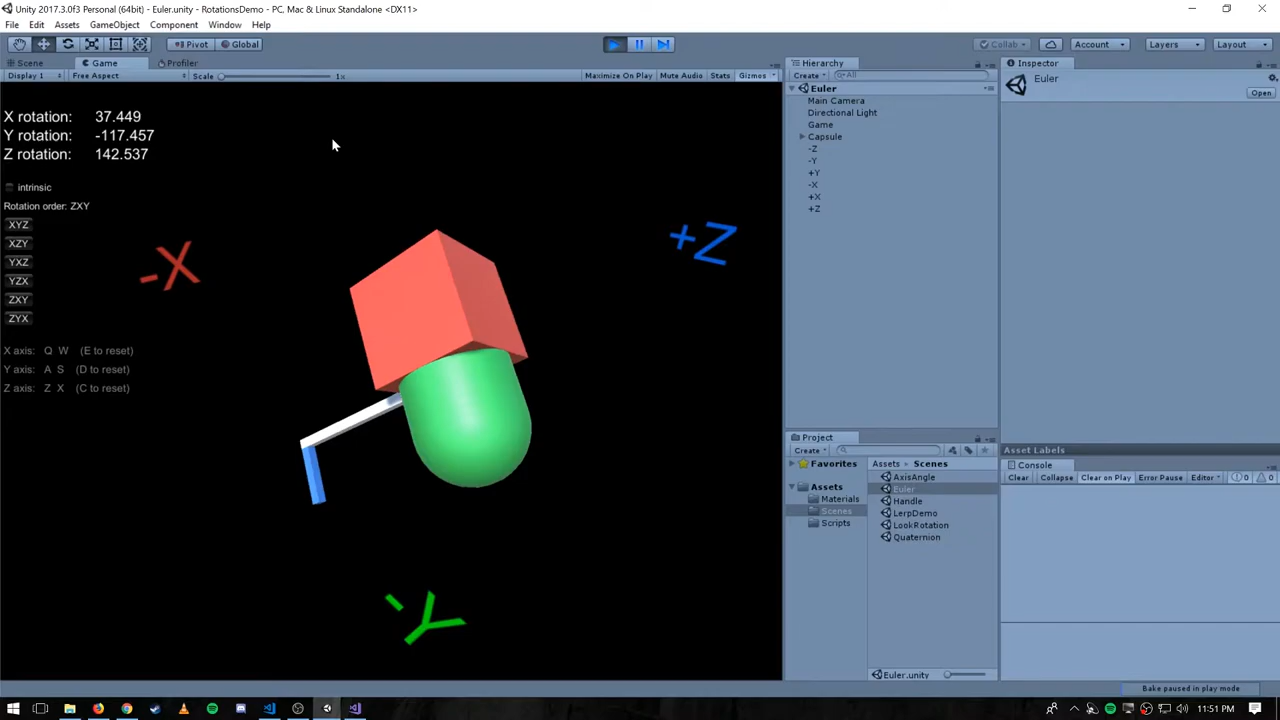 Unity 2017.3.0f3 Personal (64bit) - Euler.unity - RotationsDemo - PC, Mac & Linux Standalone <DX11>
File Edit Assets GameObject Component Window Help
Pivot Global Collab Account Layers Layout
Scene Game Profiler
Display 1 Free Aspect Scale 1x Maximize On Play Mute Audio Stats Gizmos
X rotation: 37.449
Y rotation: -117.457
Z rotation: 142.537
intrinsic
Rotation order: ZXY
XYZ
XZY
YXZ
YZX
ZXY
ZYX
X axis: Q W (E to reset)
Y axis: A S (D to reset)
Z axis: Z X (C to reset)
-X
+Z
-Y
Hierarchy
Create All
Euler
Main Camera
Directional Light
Game
Capsule
-Z
-Y
+Y
-X
+X
+Z
Project
Create
Favorites
Assets
Materials
Scenes
Scripts
Assets Scenes
AxisAngle
Euler
Handle
LerpDemo
LookRotation
Quaternion
Euler.unity
Inspector
Euler
Open
Asset Labels
Console
Clear Collapse Clear on Play Error Pause Editor 0 0
Bake paused in play mode
11:51 PM